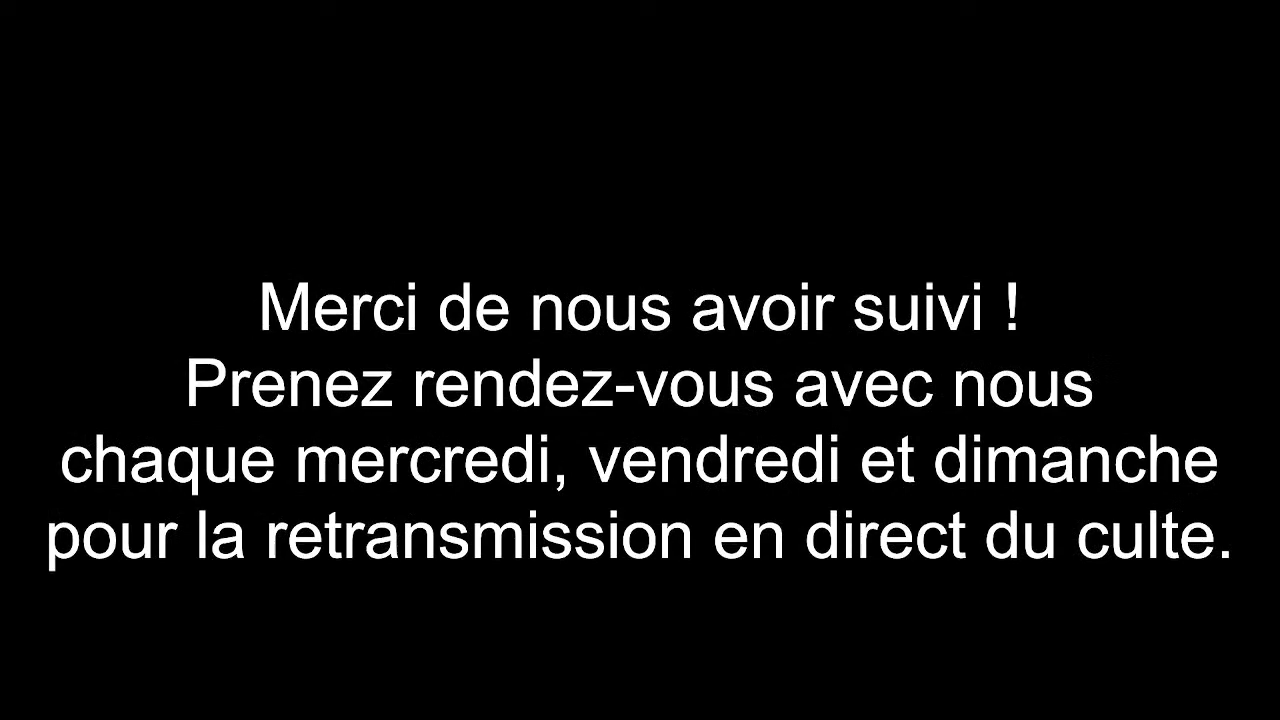 Merci de nous avoir suivi !
Prenez rendez-vous avec nous
chaque mercredi, vendredi et dimanche
pour la retransmission en direct du culte.